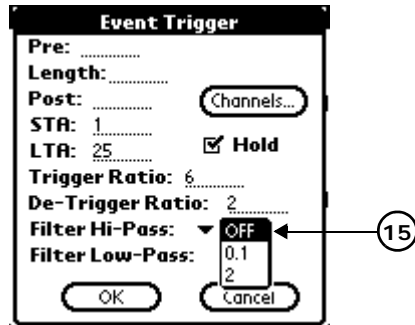 Event Trigger
Pre:
Length:
Post:
Channels...
STA: 1
Hold
LTA: 25
Trigger Ratio: 6
De-Trigger Ratio: 2
Filter Hi-Pass: OFF
15
0.1
Filter Low-Pass:
2
OK Cancel